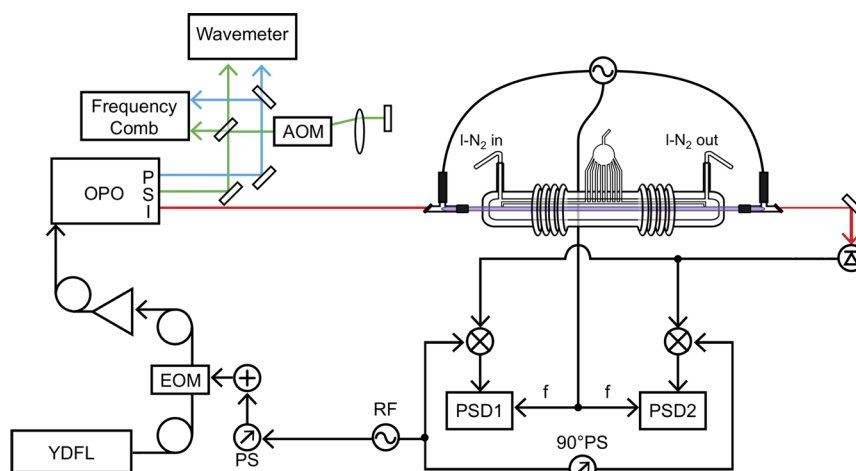 Wavemeter
Frequency
Comb
AOM
l-N2 in
l-N2 out
OPO
P
S
I
EOM
YDFL
PS
RF
PSD1
f
f
PSD2
90°PS